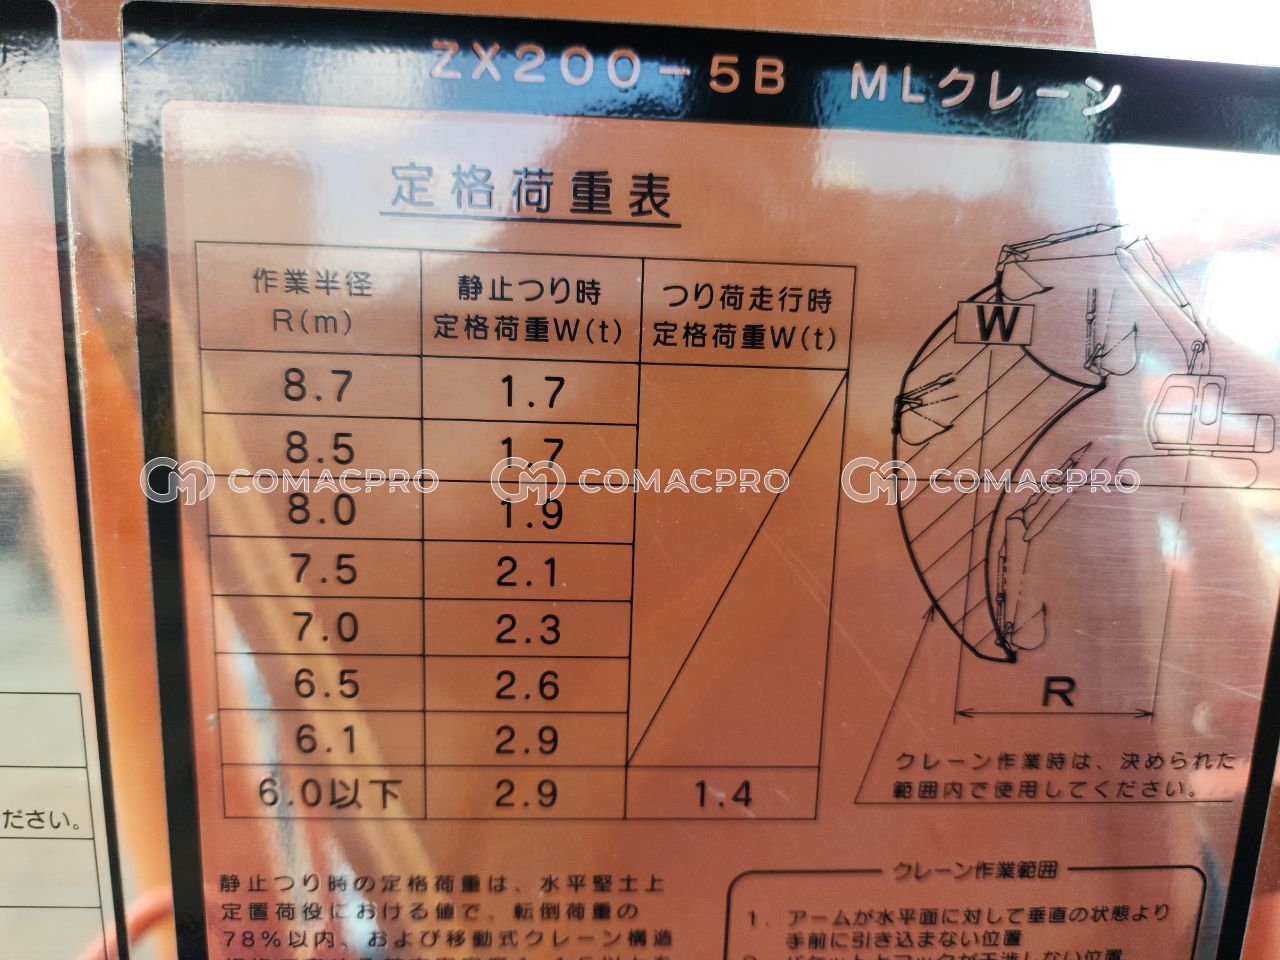 ZX200-5B MLクレーン
定格荷重表
作業半径
R(m)
静止つり時
定格荷重W(t)
つり荷走行時
定格荷重W(t)
8.7 1.7
8.5 1.7
8.0 1.9
7.5 2.1
7.0 2.3
6.5 2.6
6.1 2.9
6.0以下 2.9 1.4
W
R
クレーン作業時は、決められた
範囲内で使用してください。
静止つり時の定格荷重は、水平堅土上
定置荷役における値で、転倒荷重の
78%以内、および移動式クレーン構造
クレーン作業範囲
1. アームが水平面に対して垂直の状態より
手前に引き込まない位置
ださい。
COMACPRO COMACPRO COMACPRO